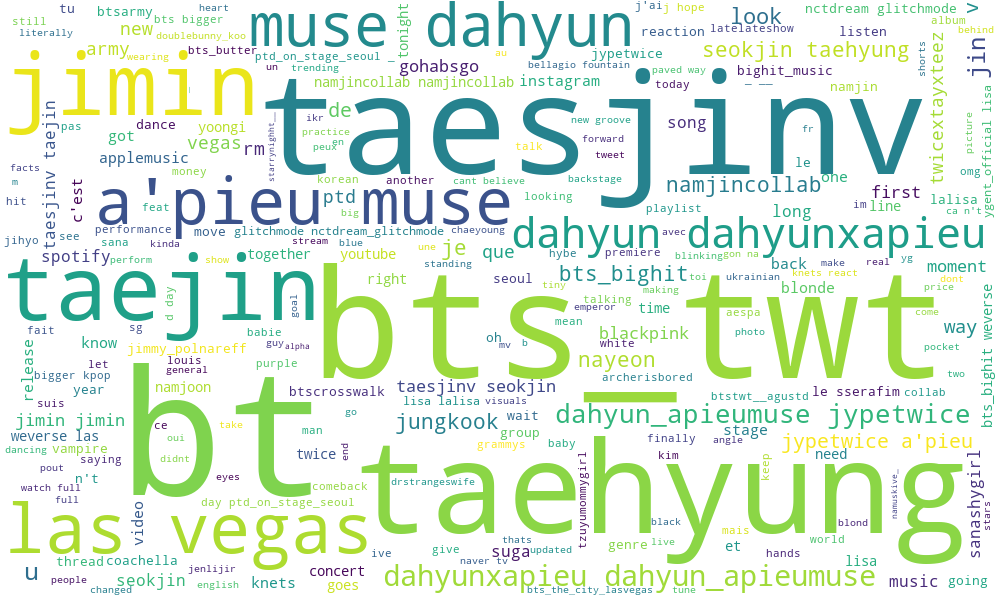 btsarmy
tu
still
literally
heart
bts bigger
doublebunny_koo
new
army
bts_butter
wearing
muse dahyun
tonight
j'ai
j hope
nctdream glitchmode
v
look
latelateshow
album
behind
reaction
listen
shorts
jin
seokjin taehyung
jypetwice
ptd_on_stage_seoul _
trending
un
au
bellagio fountain
paved way
bighit_music
gohabsgo
jimin
namjincollab namjincollab
instagram
today
_ __
namjin
twicextayxteez
picture
omg
ygent_official lisa
taesjinv
de
ikr
practice
en
peux
talk
new groove
forward
tweet
fr
song
le
pas
dance
yoongi
got
vegas
rm
starrynighht__
applemusic
money
facts
m
hit
taesjinv taejin
c'est
a'pieu muse
korean
another
cant believe
backstage
looking
namjincollab
one
first
lalisa
ca n't
feat
ptd
big
playlist
im
line
long
jihyo
see
sana
performance
kinda
move
glitchmode nctdream_glitchmode
chaeyoung
stream
blue
dahyun dahyunxapieu
spotify
perform
show
together
youtube
je
une
que
hybe
premiere
avec
blinking
gon na
back
make
real
yg
moment
taejin
d day
goal
right
standing
seoul
tiny
bts_bighit
toi
ukrainian
knets react
dont
making
blonde
price
talking
emperor
time
aespa
come
way
bts_bighit weverse
release
fait
sg
babie
guy
alpha
bts_twt
mean
oh
mv
b
white
blackpink
photo
pocket
know
jimmy_polnareff
louis
general
purple
nayeon
two
let
bigger kpop
year
suis
namjoon
btscrosswalk
taesjinv seokjin
archerisbored
le sserafim
collab
lisa lalisa
visuals
btstwt__agustd
bt
jimin jimin
ce
take
go
jungkook
wait
dahyun_apieumuse jypetwice
weverse las
oui
man
group
stage
dancing
vampire
didnt
twice
end
grammys
baby
finally
angle
jypetwice a'pieu
saying
kim
need
keep
pout
n't
eyes
comeback
drstrangeswife
taehyung
tzuyumommygirl
namuskive_
sanashygirl
stars
watch full
full
day ptd_on_stage_seoul
video
black
blond
las vegas
genre
live
mais
world
thats
updated
suga
et
hands
thread
coachella
ive
give
naver tv
lisa
u
people
jenlijir
concert
seokjin
english
knets
goes
dahyunxapieu dahyun_apieumuse
music
going
changed
bts_the_city_lasvegas
tune